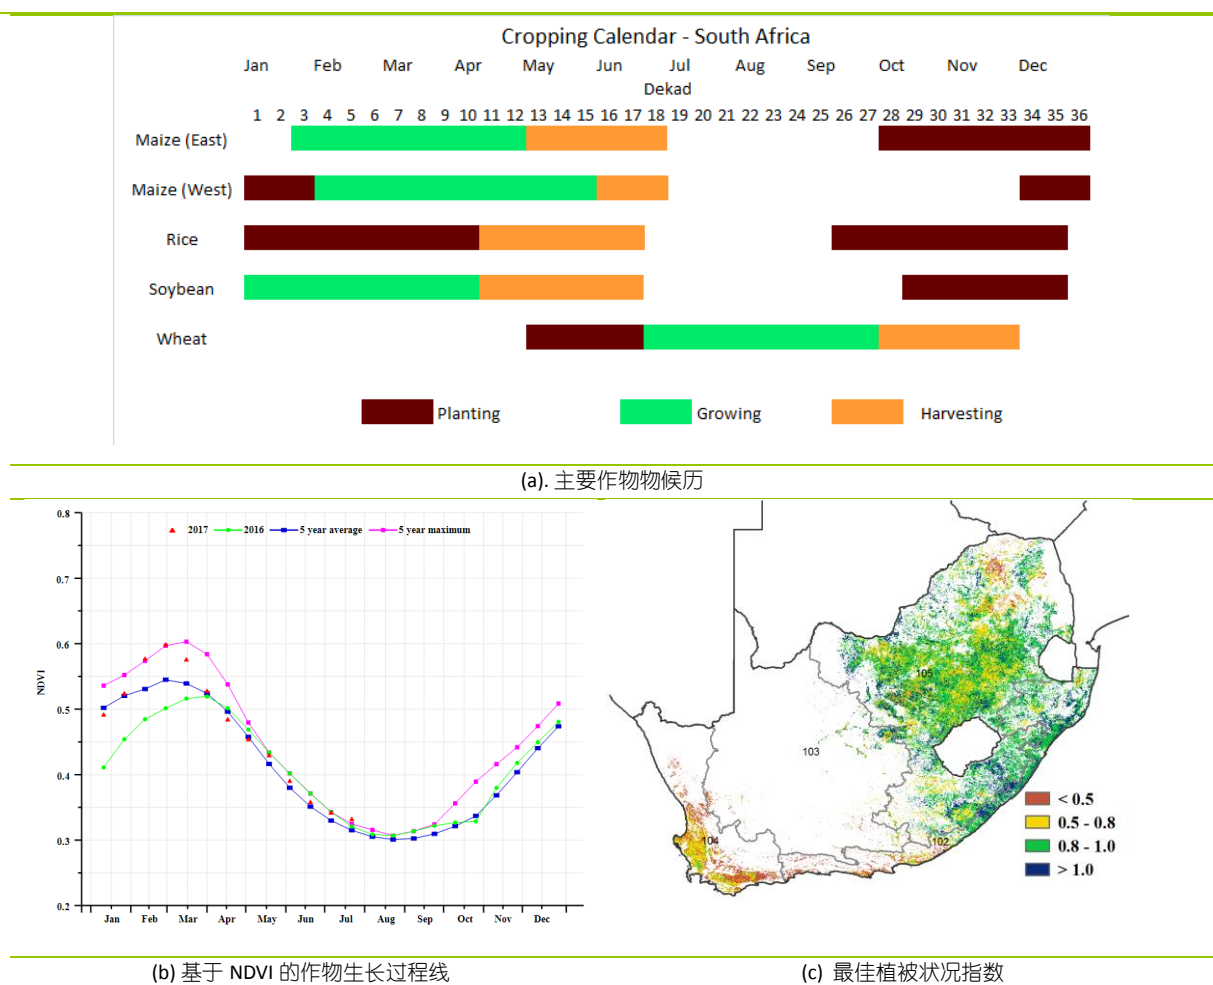 Cropping Calendar - South Africa
Jan Feb Mar Apr May Jun Jul Aug Sep Oct Nov Dec
Dekad
1 2 3 4 5 6 7 8 9 10 11 12 13 14 15 16 17 18 19 20 21 22 23 24 25 26 27 28 29 30 31 32 33 34 35 36
Maize (East)
Maize (West)
Rice
Soybean
Wheat
Planting Growing Harvesting
(a). 主要作物物候历
0.8
2017 2016 5 year average 5 year maximum
0.7
0.6
0.5
0.4
0.3
0.2
NDVI
Jan Feb Mar Apr May Jun Jul Aug Sep Oct Nov Dec
105
103
104
102
< 0.5
0.5 - 0.8
0.8 - 1.0
> 1.0
(b) 基于 NDVI 的作物生长过程线
(c) 最佳植被状况指数